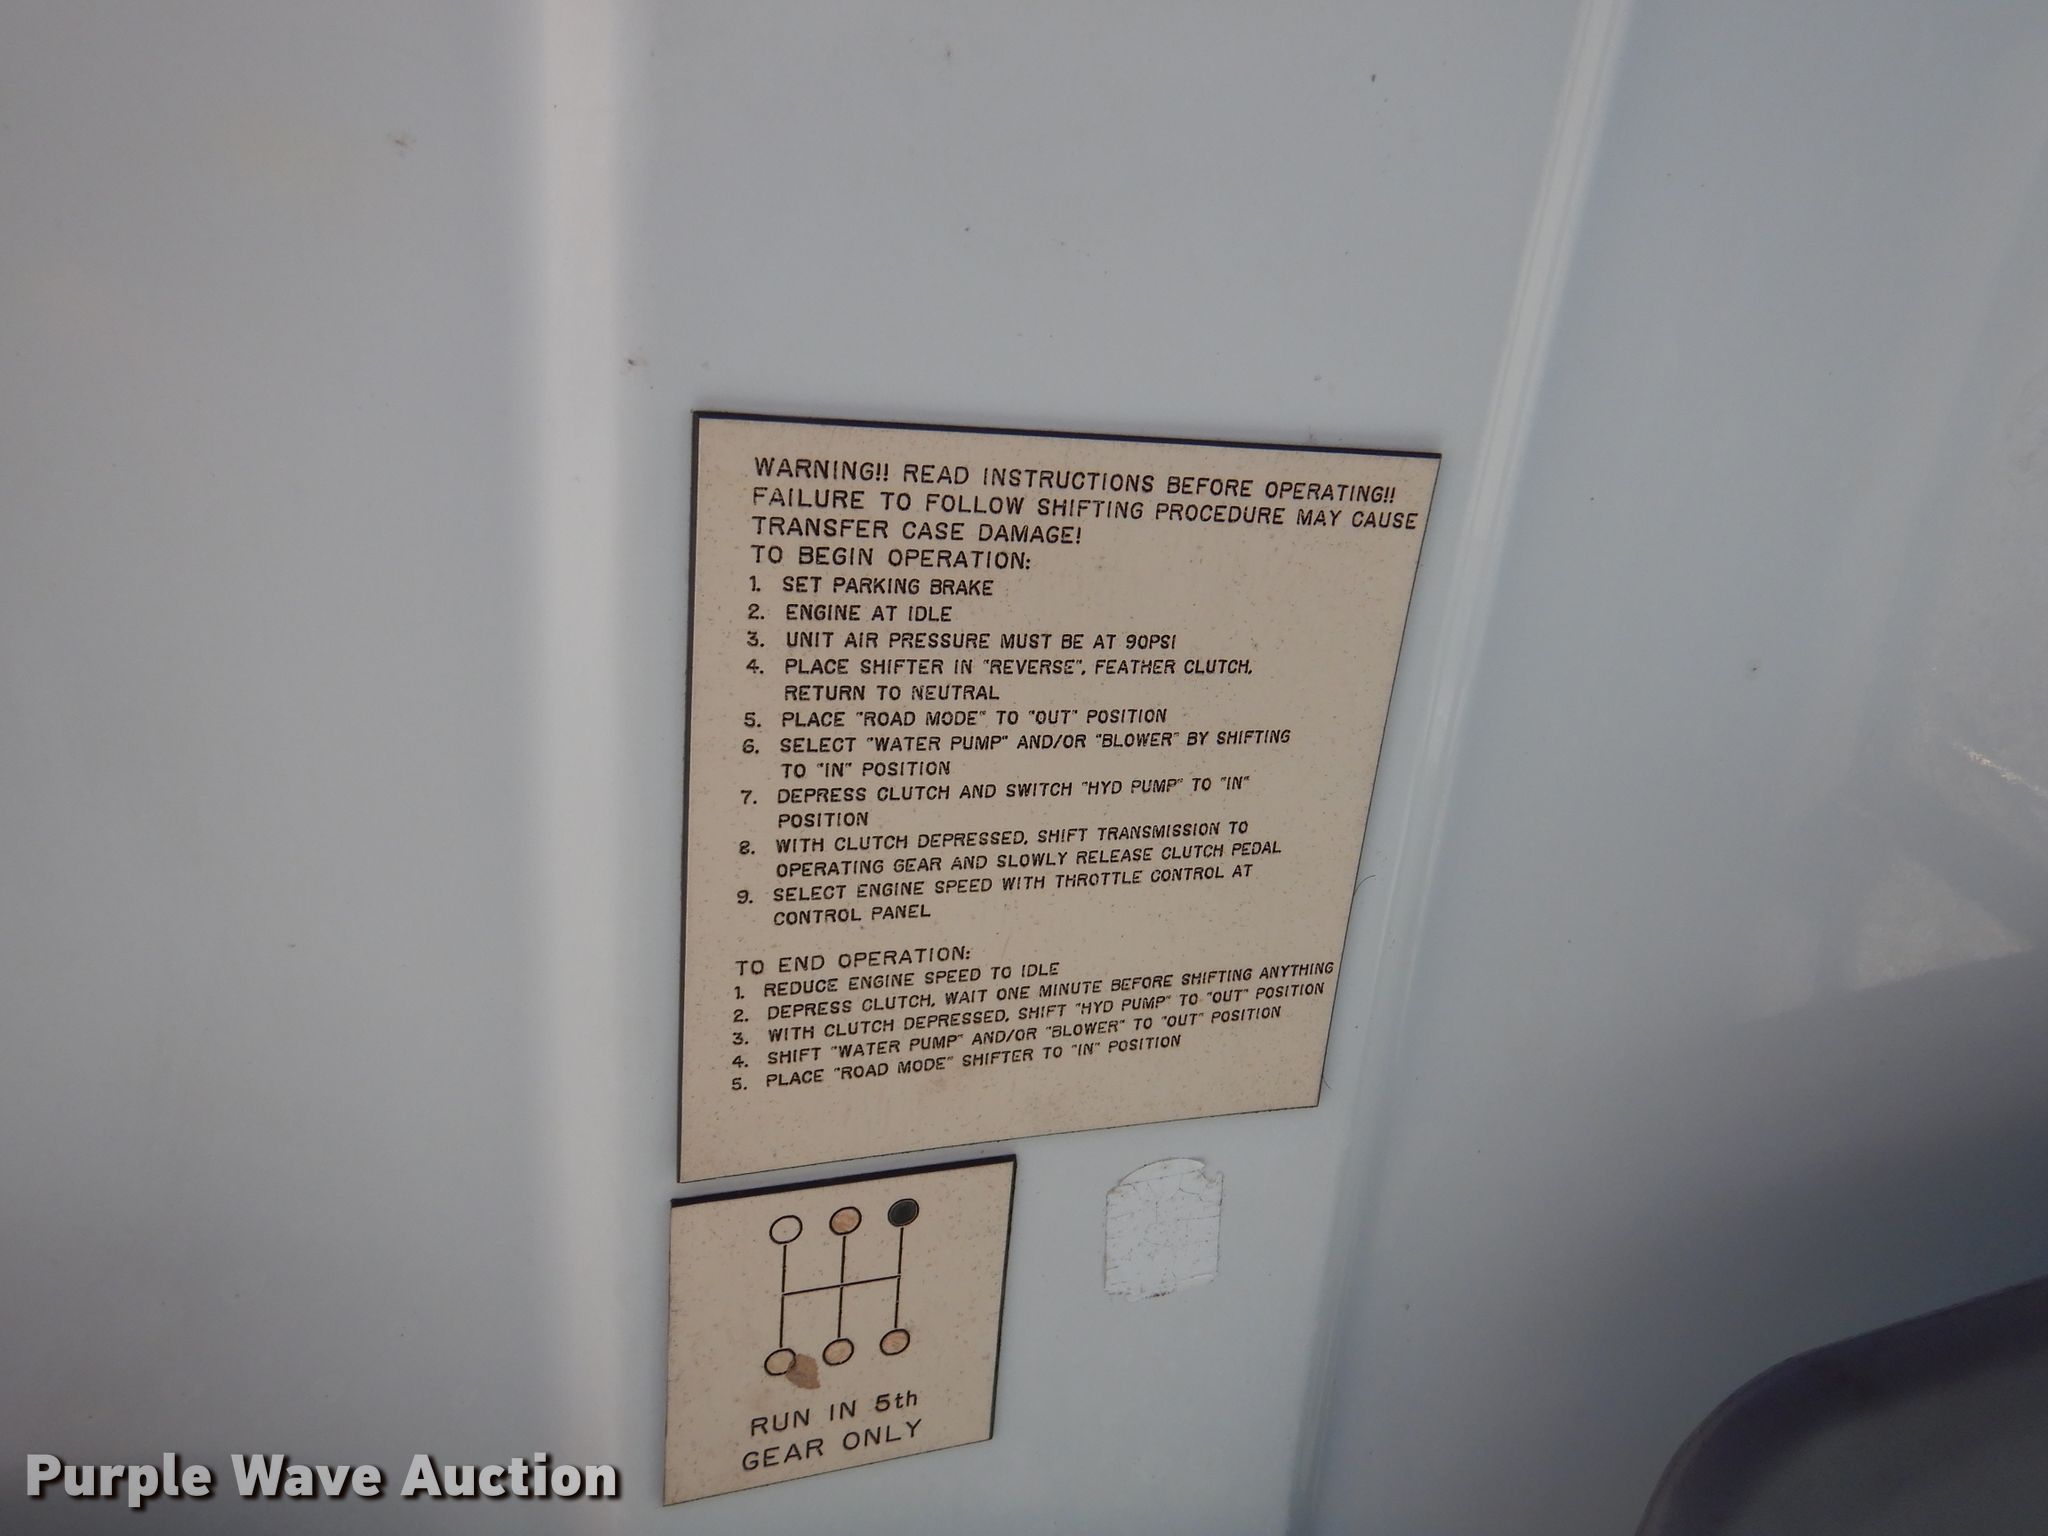 WARNING!! READ INSTRUCTIONS BEFORE OPERATING!!
FAILURE TO FOLLOW SHIFTING PROCEDURE MAY CAUSE
TRANSFER CASE DAMAGE!
TO BEGIN OPERATION:
1. SET PARKING BRAKE
2. ENGINE AT IDLE
3. UNIT AIR PRESSURE MUST BE AT 90PSI
4. PLACE SHIFTER IN "REVERSE", FEATHER CLUTCH,
RETURN TO NEUTRAL
5. PLACE "ROAD MODE" TO "OUT" POSITION
6. SELECT "WATER PUMP" AND/OR "BLOWER" BY SHIFTING
TO "IN" POSITION
7. DEPRESS CLUTCH AND SWITCH "HYD PUMP" TO "IN"
POSITION
8. WITH CLUTCH DEPRESSED, SHIFT TRANSMISSION TO
OPERATING GEAR AND SLOWLY RELEASE CLUTCH PEDAL
9. SELECT ENGINE SPEED WITH THROTTLE CONTROL AT
CONTROL PANEL
TO END OPERATION:
1. REDUCE ENGINE SPEED TO IDLE
2. DEPRESS CLUTCH, WAIT ONE MINUTE BEFORE SHIFTING ANYTHING
3. WITH CLUTCH DEPRESSED, SHIFT "HYD PUMP" TO "OUT" POSITION
4. SHIFT "WATER PUMP" AND/OR "BLOWER" TO "OUT" POSITION
5. PLACE "ROAD MODE" SHIFTER TO "IN" POSITION
RUN IN 5th
GEAR ONLY
Purple Wave Auction